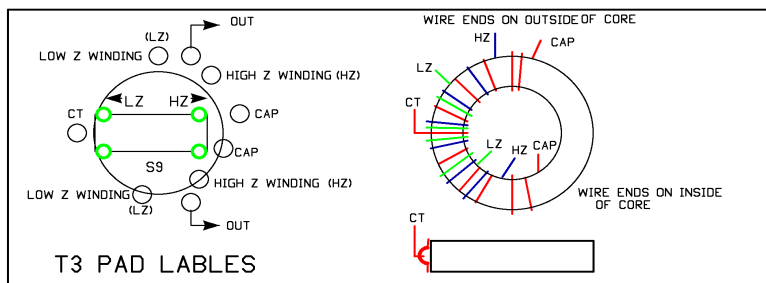 OUT
(LZ)
LOW Z WINDING
HIGH Z WINDING (HZ)
LZ
HZ
CT
CAP
S9
CAP
HIGH Z WINDING (HZ)
LOW Z WINDING
(LZ)
OUT
T3 PAD LABLES
WIRE ENDS ON OUTSIDE OF CORE
HZ
CAP
LZ
CT
LZ
HZ
CAP
WIRE ENDS ON INSIDE
OF CORE
CT